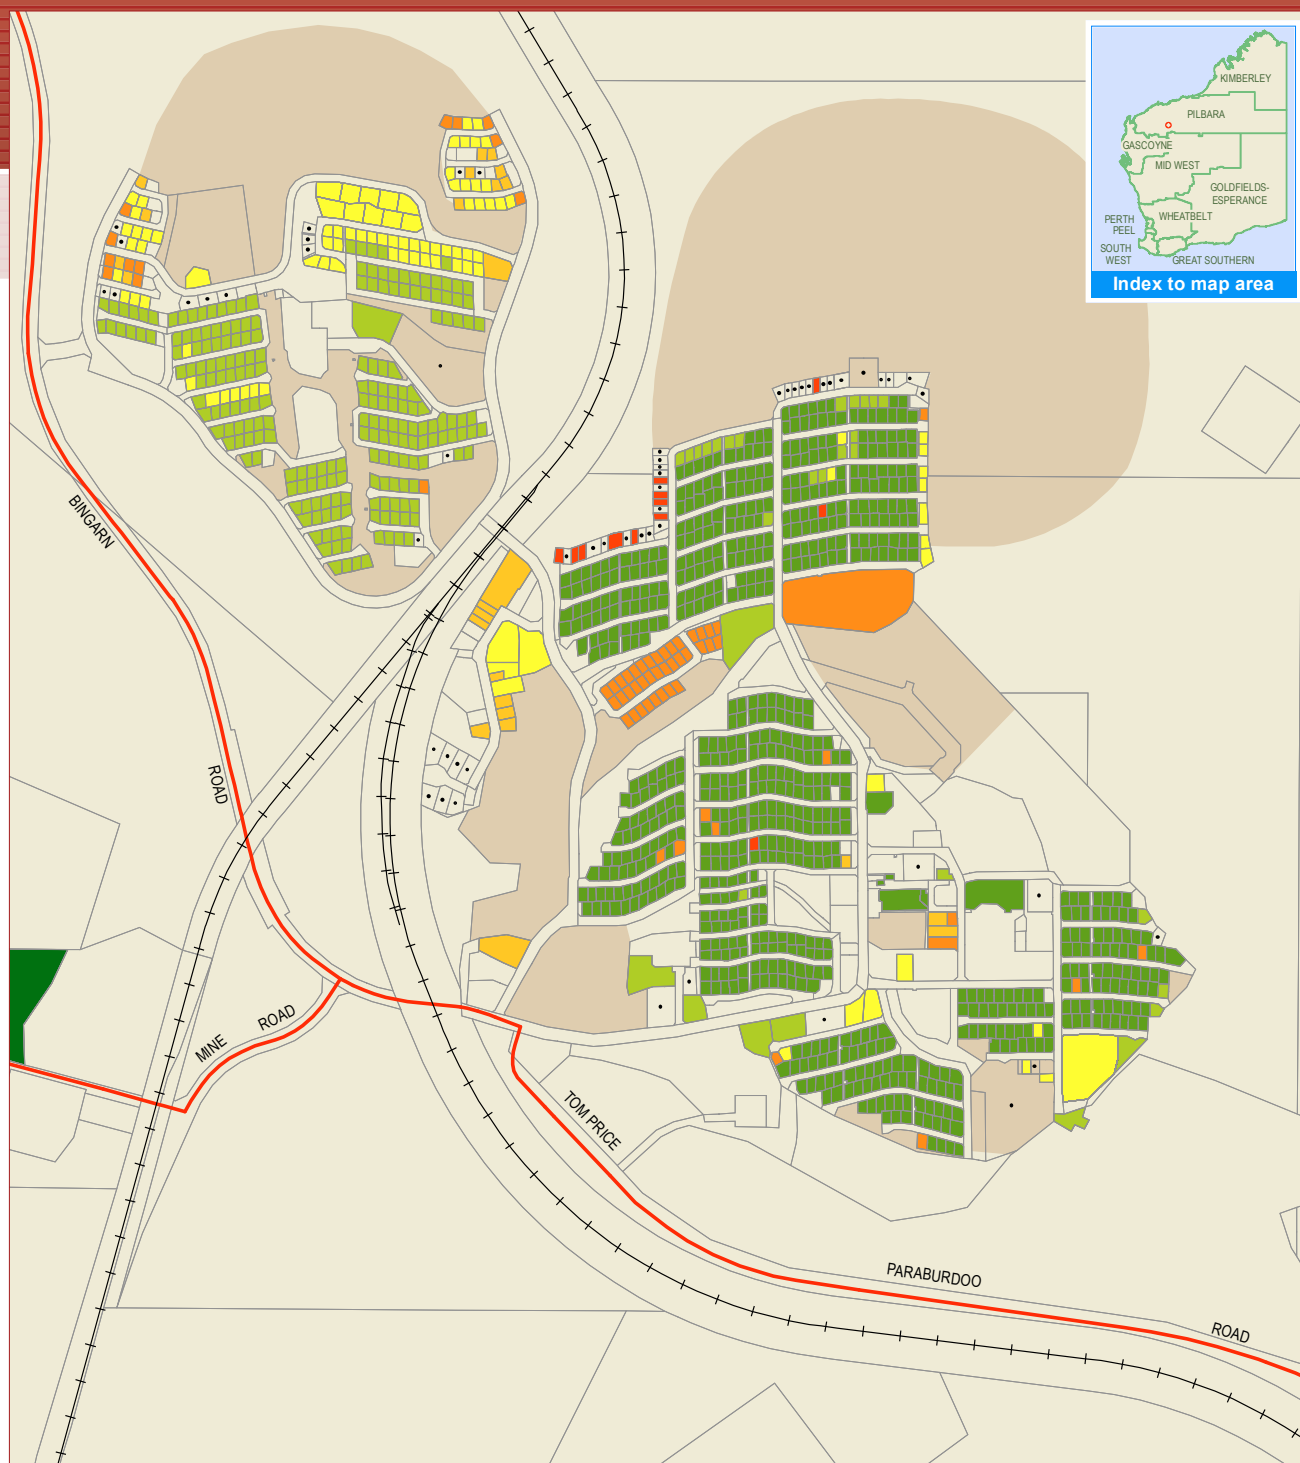 KIMBERLEY
PILBARA
GASCOYNE
MID WEST
GOLDFIELDS-
ESPERANCE
WHEATBELT
PERTH
PEEL
SOUTH
WEST
GREAT SOUTHERN
Index to map area
BINGARN
ROAD
MINE
ROAD
TOM PRICE
PARABURDOO
ROAD